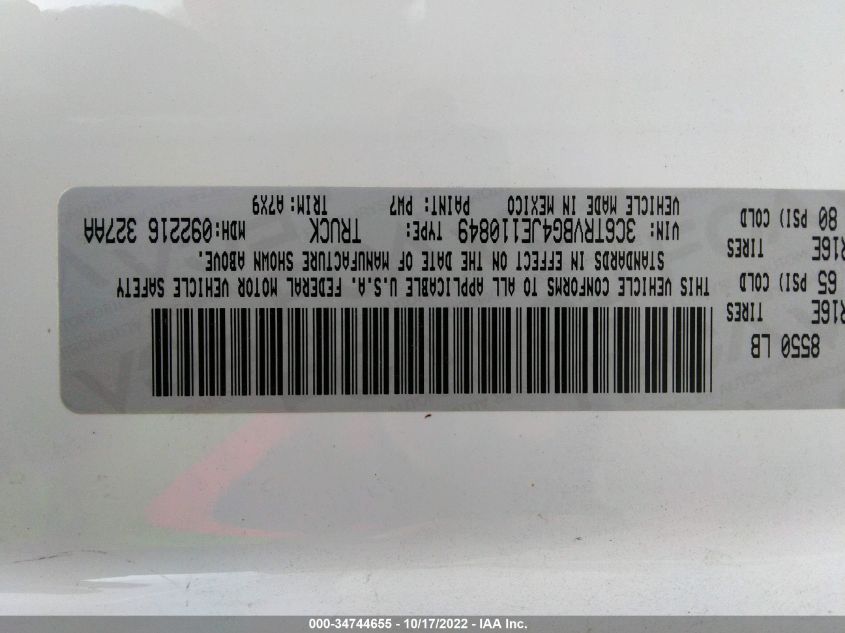 8550 LB
R16E TIRES
65 PSI) COLD
R16E TIRES
80 PSI) COLD
THIS VEHICLE CONFORMS TO ALL APPLICABLE U.S.A. FEDERAL MOTOR VEHICLE SAFETY
STANDARDS IN EFFECT ON THE DATE OF MANUFACTURE SHOWN ABOVE.
VIN: 3C6TRVBG4JE110849 TYPE: TRUCK MDH:092216 327AA
VEHICLE MADE IN MEXICO PAINT: PW7 TRIM:A7X9
000-34744655 - 10/17/2022 - IAA Inc.